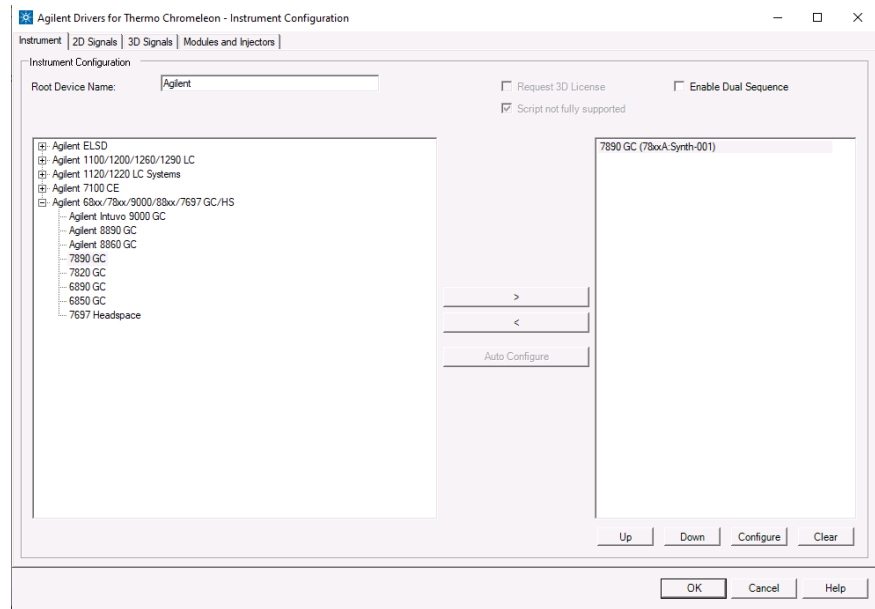 Agilent Drivers for Thermo Chromeleon - Instrument Configuration
Instrument 2D Signals 3D Signals Modules and Injectors
Instrument Configuration
Root Device Name: Agilent
Request 3D License
Enable Dual Sequence
Script not fully supported
Agilent ELSD
Agilent 1100/1200/1260/1290 LC
Agilent 1120/1220 LC Systems
Agilent 7100 CE
Agilent 68xx/78xx/9000/88xx/7697 GC/HS
Agilent Intuvo 9000 GC
Agilent 8890 GC
Agilent 8860 GC
7890 GC
7820 GC
6890 GC
6850 GC
7697 Headspace
>
<
Auto Configure
7890 GC (78xxA:Synth-001)
Up Down Configure Clear
OK Cancel Help